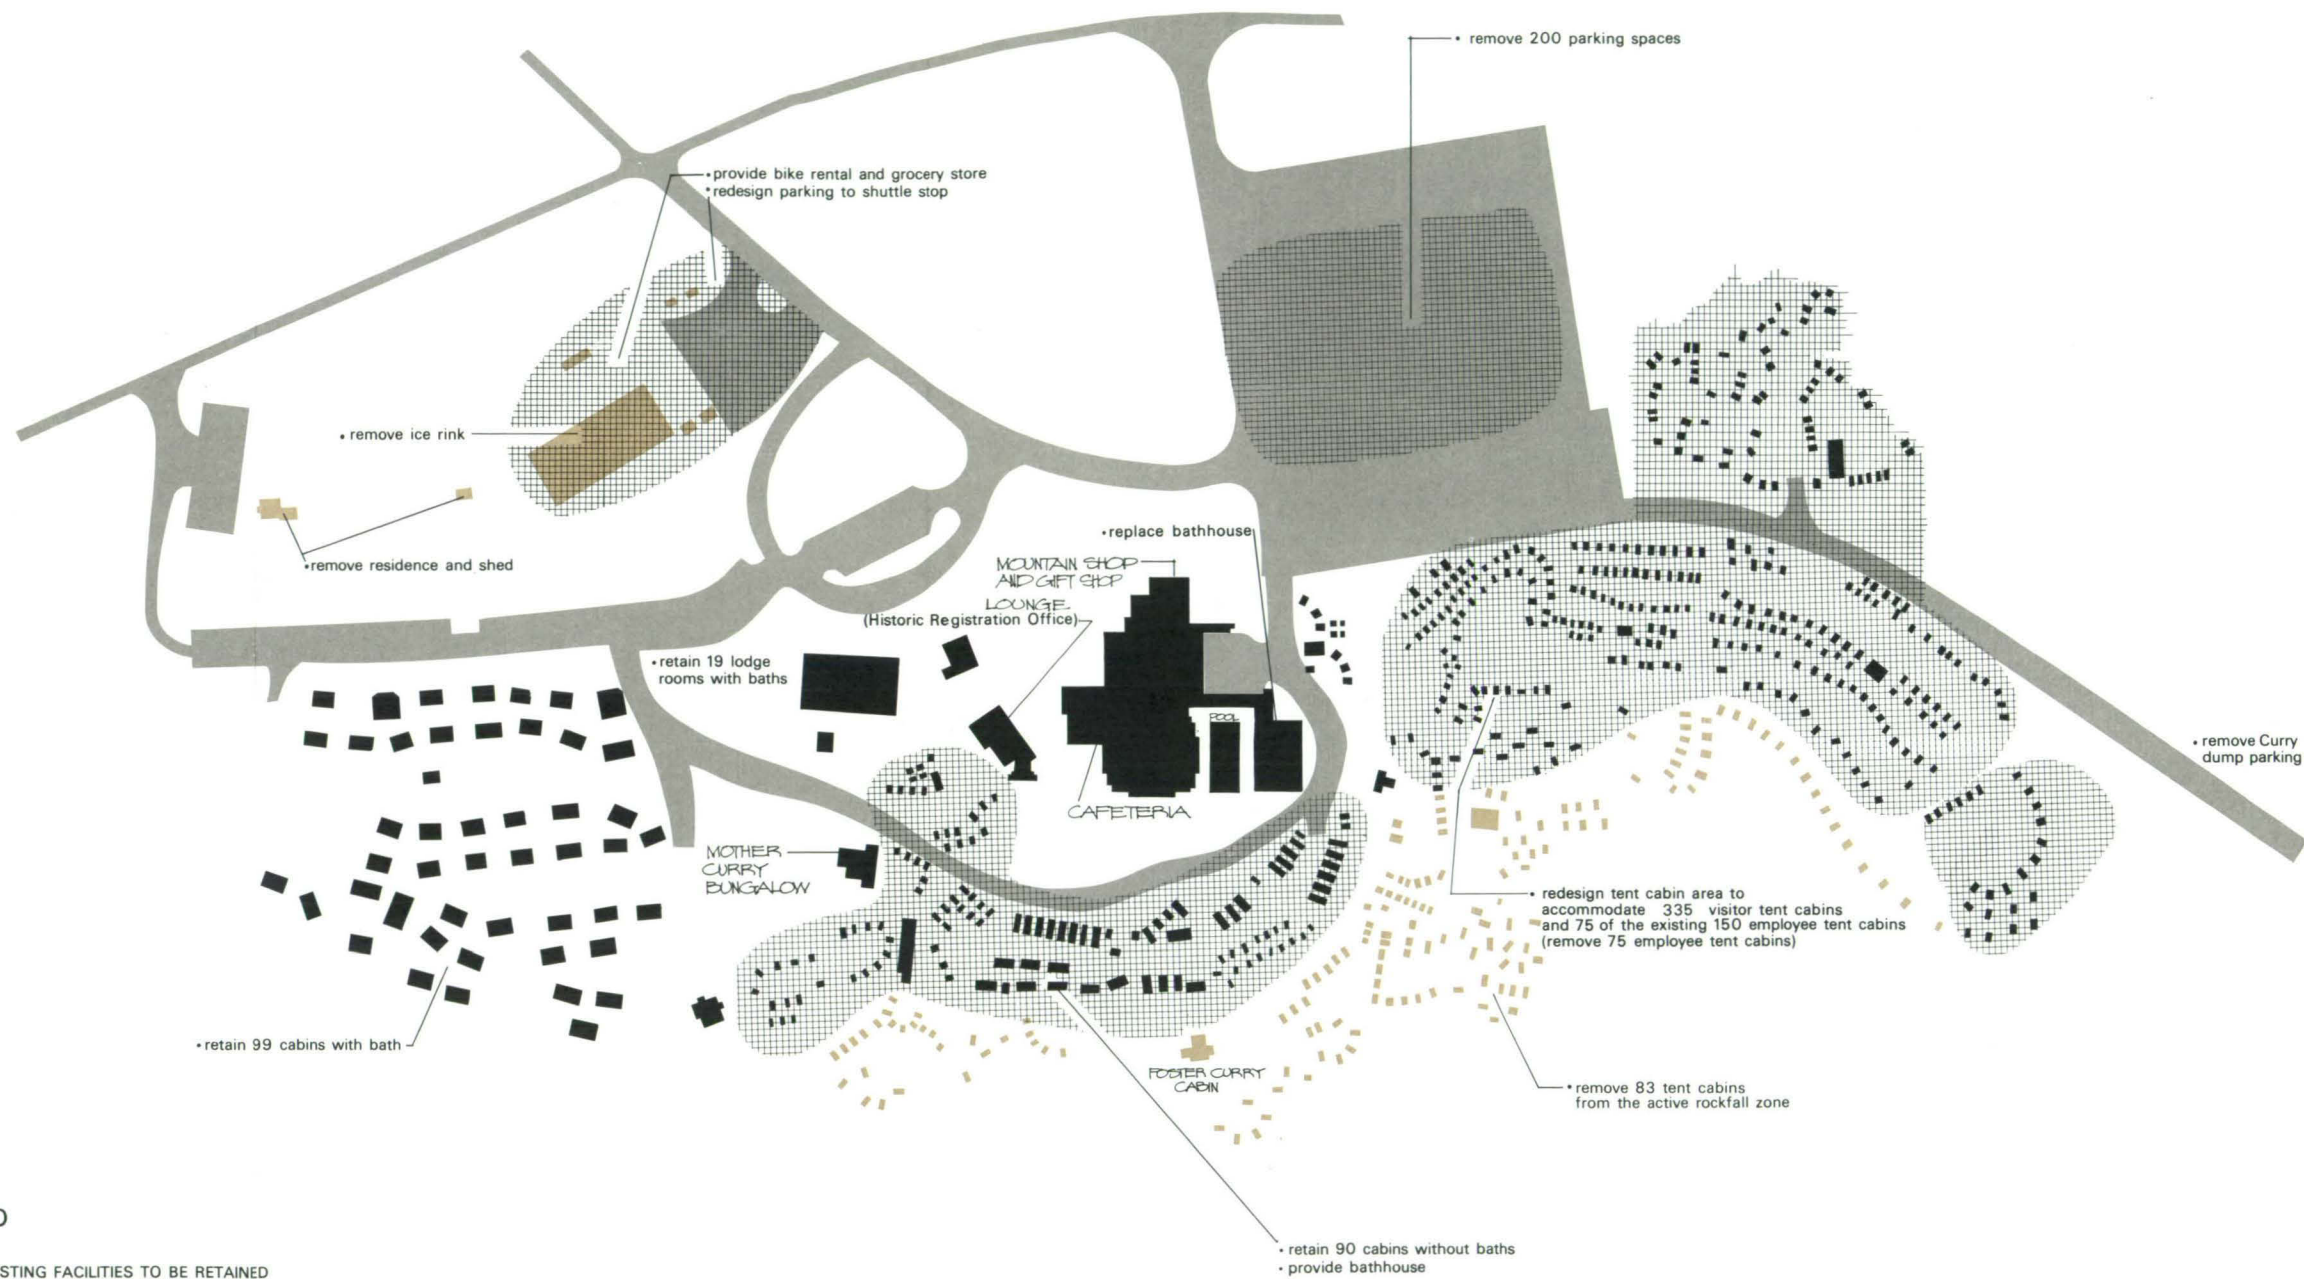 • remove 200 parking spaces
• provide bike rental and grocery store
• redesign parking to shuttle stop
• remove ice rink
• replace bathhouse
MOUNTAIN SHOP
AND GIFT SHOP
• remove residence and shed
LOUNGE
(Historic Registration Office)
• retain 19 lodge
rooms with baths
POOL
• remove Curry
dump parking
CAFETERIA
MOTHER
CURRY
BUNGALOW
• redesign tent cabin area to
accommodate 335 visitor tent cabins
and 75 of the existing 150 employee tent cabins
(remove 75 employee tent cabins)
• retain 99 cabins with bath
FOSTER CURRY
CABIN
• remove 83 tent cabins
from the active rockfall zone
• retain 90 cabins without baths
• provide bathhouse
STING FACILITIES TO BE RETAINED